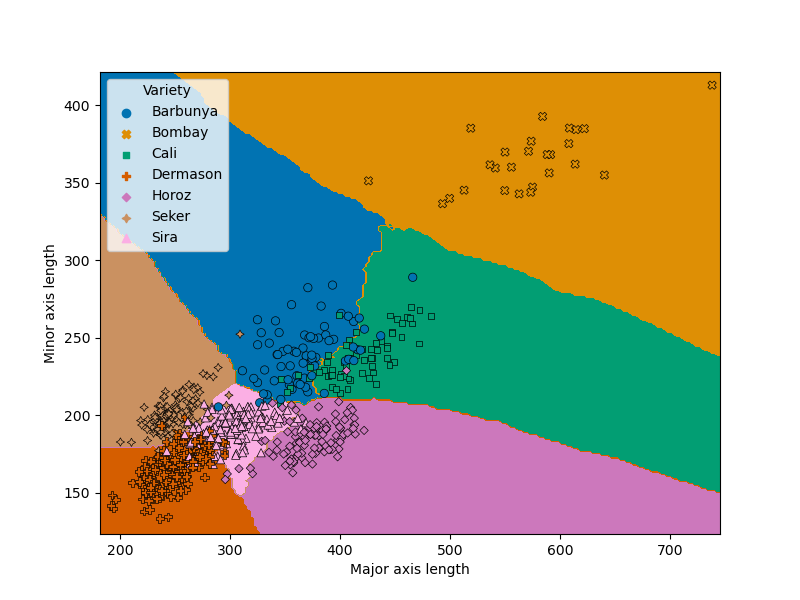 Variety
Barbunya
Bombay
Cali
Dermason
Horoz
Seker
Sira
400
350
300
250
200
150
Minor axis length
200 300 400 500 600 700
Major axis length